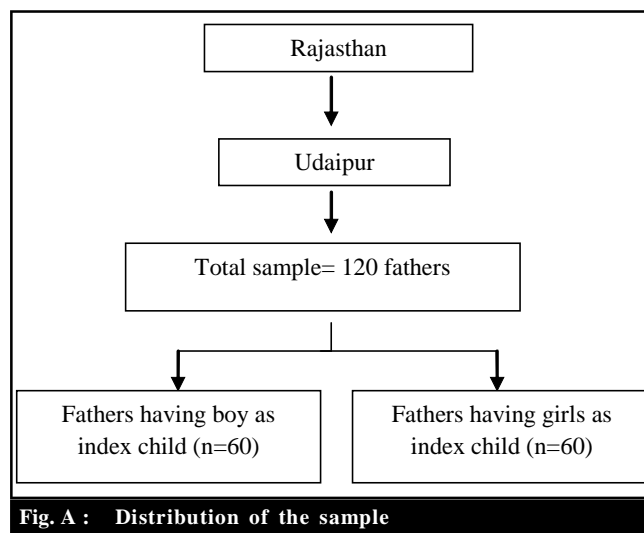 Rajasthan
Udaipur
Total sample= 120 fathers
Fathers having boy as
index child (n=60)
Fathers having girls as
index child (n=60)
Fig. A : Distribution of the sample